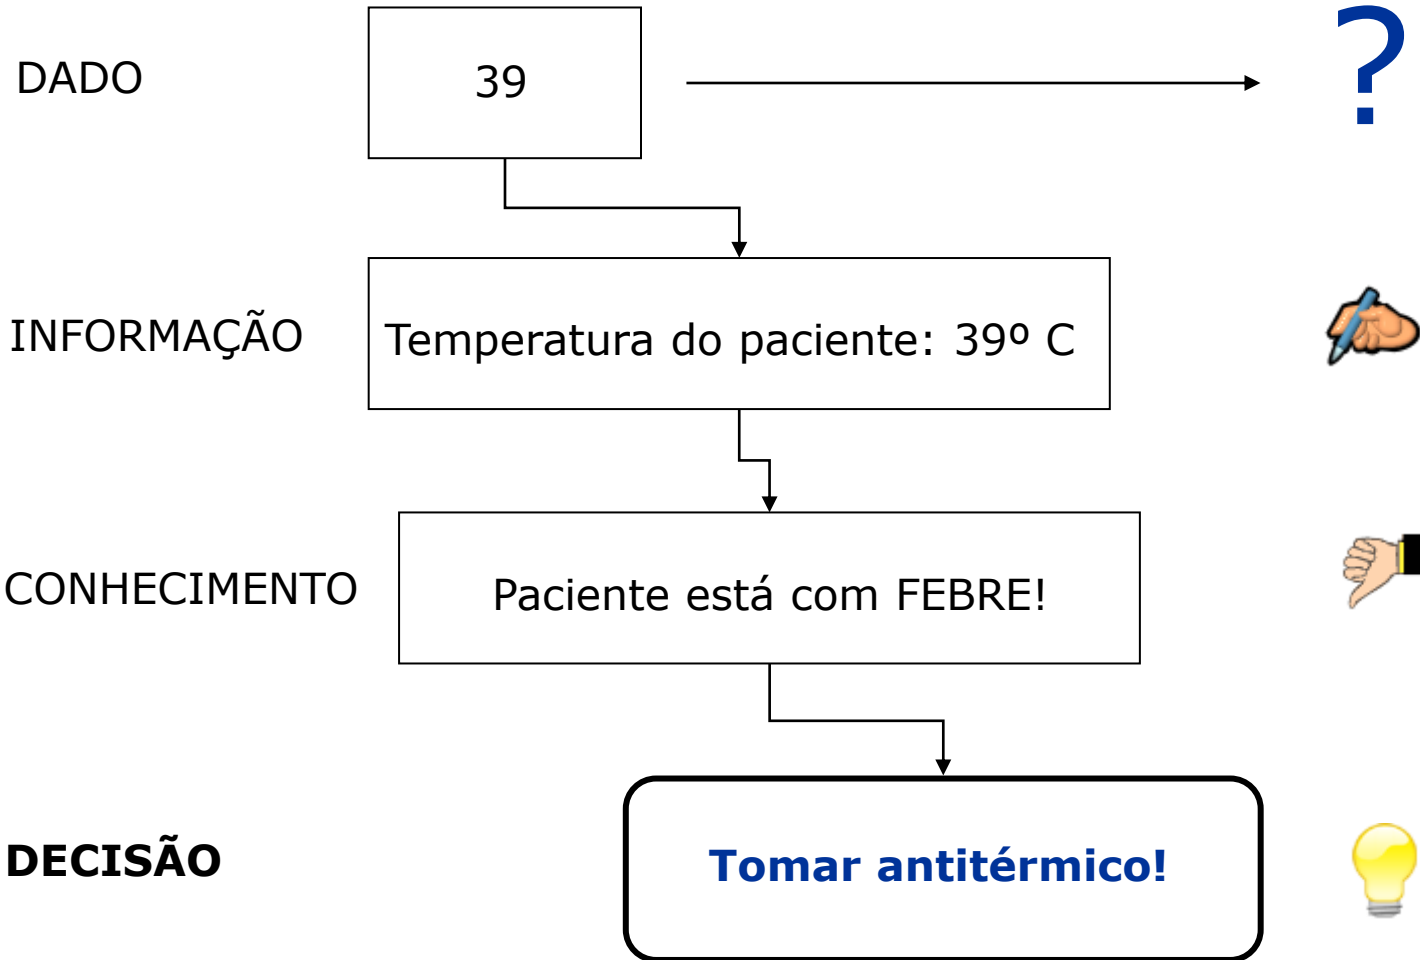 DADO
39
?
INFORMAÇÃO
Temperatura do paciente: 39º C
CONHECIMENTO
Paciente está com FEBRE!
DECISÃO
Tomar antitérmico!